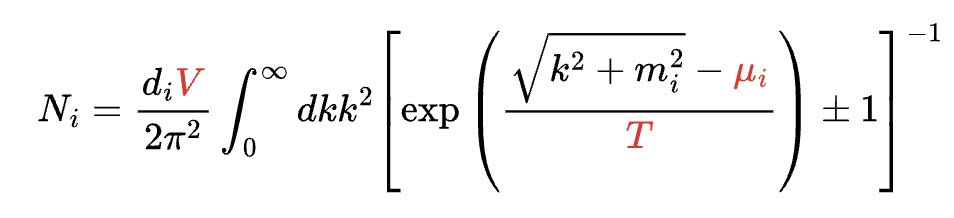 $N_i = \frac{d_i V}{2\pi^2} \int_0^\infty dk k^2 \left[ \exp \left( \frac{\sqrt{k^2 + m_i^2} - \mu_i}{T} \right) \pm 1 \right]^{-1}$